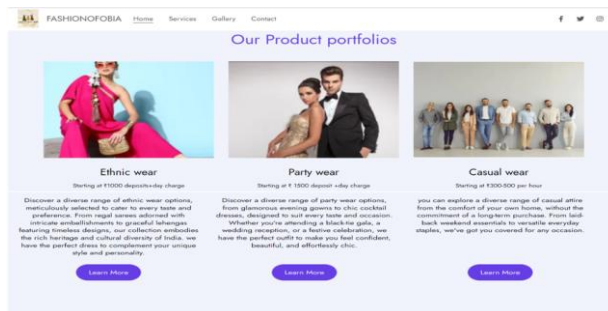 FASHIONOFOBIA Home Services Gallery Contact
Our Product portfolios
Ethnic wear
Starting at ₹1000 deposits+day charge
Discover a diverse range of ethnic wear options,
meticulously selected to cater to every taste and
preference. From regal sarees adorned with
intricate embellishments to graceful lehengas
featuring timeless designs, our collection embodies
the rich heritage and cultural diversity of India. we
have the perfect dress to complement your unique
style and personality.
Learn More
Party wear
Starting at ₹ 1500 deposit +day charge
Discover a diverse range of party wear options,
from glamorous evening gowns to chic cocktail
dresses, designed to suit every taste and occasion.
Whether you're attending a black-tie gala, a
wedding reception, or a festive celebration, we
have the perfect outfit to make you feel confident,
beautiful, and effortlessly chic.
Learn More
Casual wear
Starting at ₹300-500 per hour
you can explore a diverse range of casual attire
from the comfort of your own home, without the
commitment of a long-term purchase. From laid-
back weekend essentials to versatile everyday
staples, we've got you covered for any occasion.
Learn More